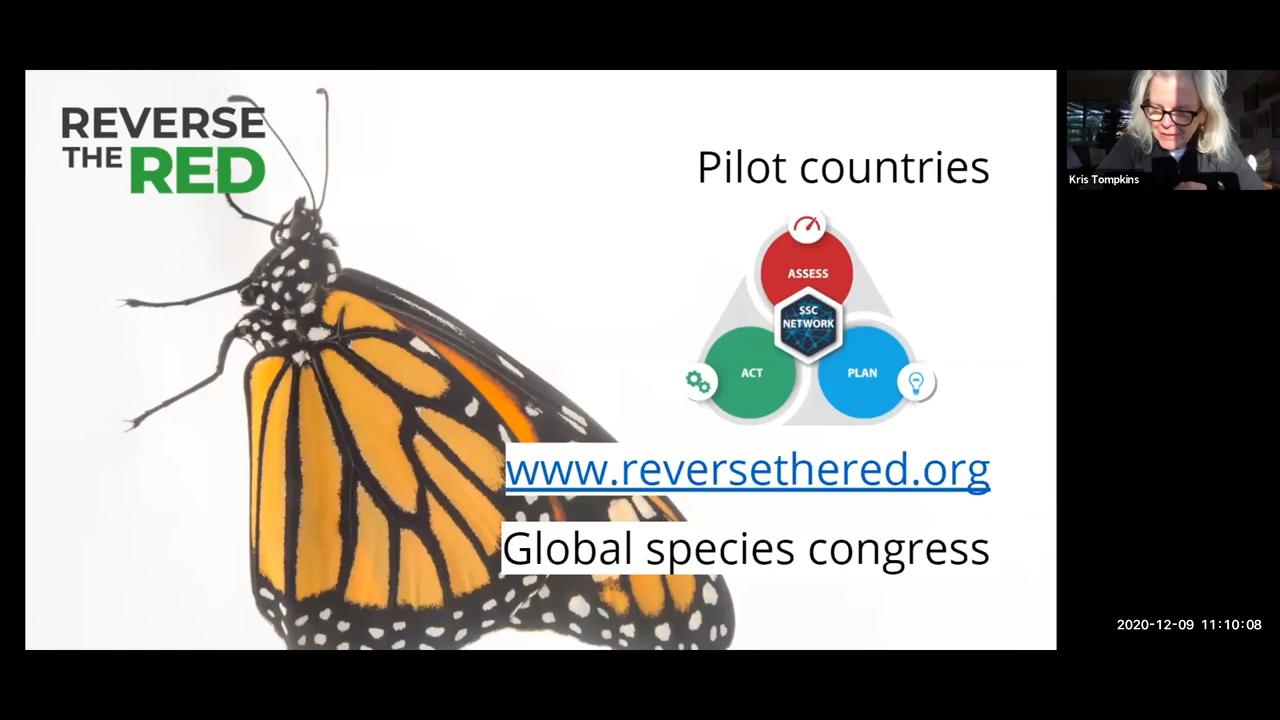 REVERSE
THE RED
Pilot countries
ASSESS
SSC
NETWORK
ACT
PLAN
www.reversethered.org
Global species congress
Kris Tompkins
2020-12-09 11:10:08